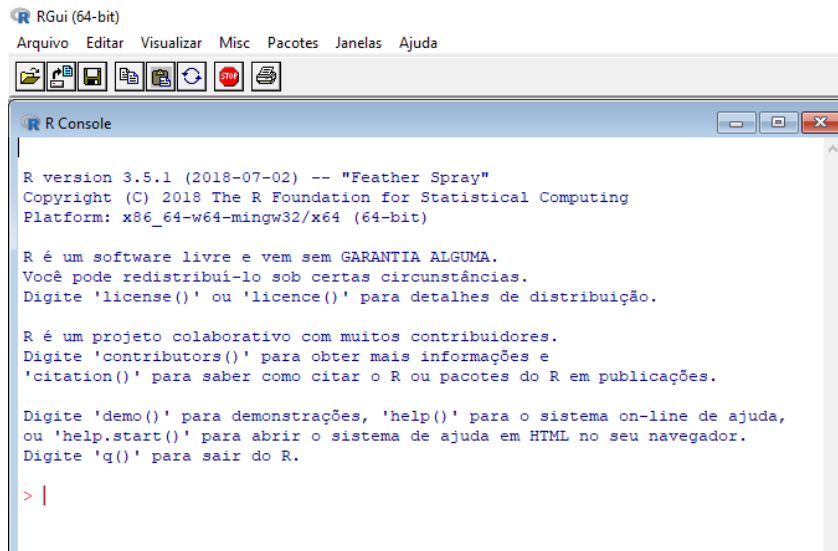 RGui (64-bit)
Arquivo Editar Visualizar Misc Pacotes Janelas Ajuda
STOP
R Console
R version 3.5.1 (2018-07-02) -- "Feather Spray"
Copyright (C) 2018 The R Foundation for Statistical Computing
Platform: x86_64-w64-mingw32/x64 (64-bit)
R é um software livre e vem sem GARANTIA ALGUMA.
Você pode redistribuí-lo sob certas circunstâncias.
Digite 'license()' ou 'licence()' para detalhes de distribuição.
R é um projeto colaborativo com muitos contribuidores.
Digite 'contributors()' para obter mais informações e
'citation()' para saber como citar o R ou pacotes do R em publicações.
Digite 'demo()' para demonstrações, 'help()' para o sistema on-line de ajuda,
ou 'help.start()' para abrir o sistema de ajuda em HTML no seu navegador.
Digite 'q()' para sair do R.
>